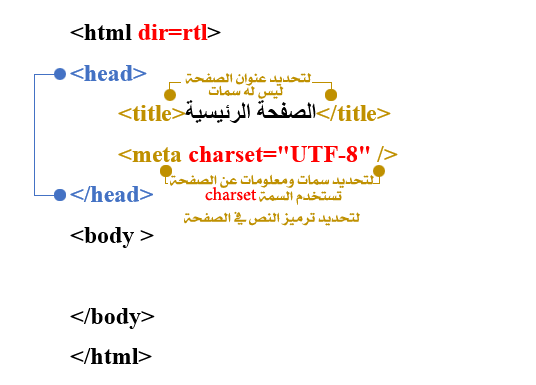 <html dir=rtl>
<head>
لتحديد عنوان الصفحة
ليس له سمات
<title>الصفحة الرئيسية</title>
<meta charset="UTF-8" />
لتحديد سمات ومعلومات عن الصفحة
تستخدم السمة charset
</head>
لتحديد ترميز النص في الصفحة
<body >
</body>
</html>